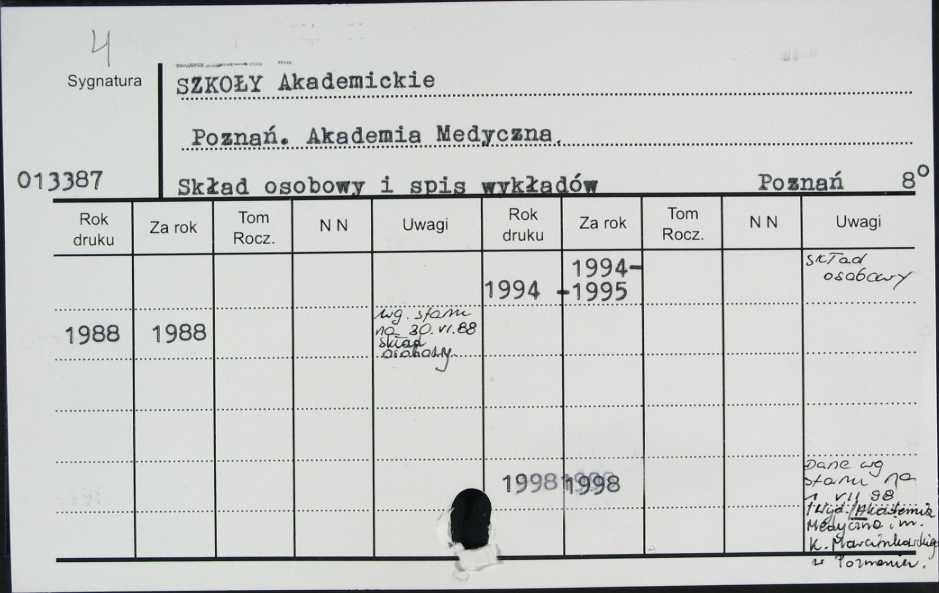 4
Sygnatura
SZKOŁY Akademickie
Poznań. Akademia Medyczna.
013387
Skład osobowy i spis wykładów Poznań 8°
Rok druku Za rok Tom Rocz. N N Uwagi Rok druku Za rok Tom Rocz. N N Uwagi
skład
osobowy
1994-
1994 -1995
wg. stanu
na 30.VI.88
1988 1988
skład
osobowy.
Dane wg
stanu na
1 VII 98
1998 1998
/Wyd./Akademia
Medyczna im.
K. Marcinkowskiego
w Poznaniu.